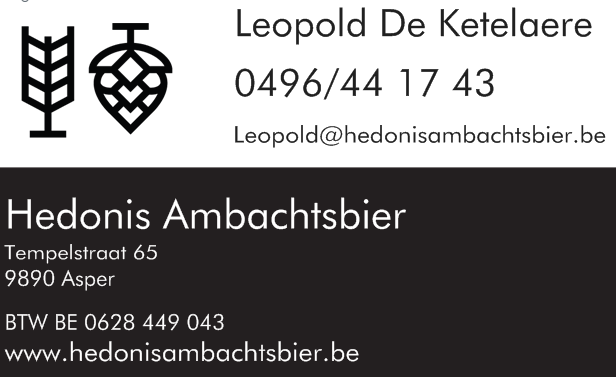 Leopold De Ketelaere
0496/44 17 43
Leopold@hedonisambachtsbier.be
Hedonis Ambachtsbier
Tempelstraat 65
9890 Asper
BTW BE 0628 449 043
www.hedonisambachtsbier.be